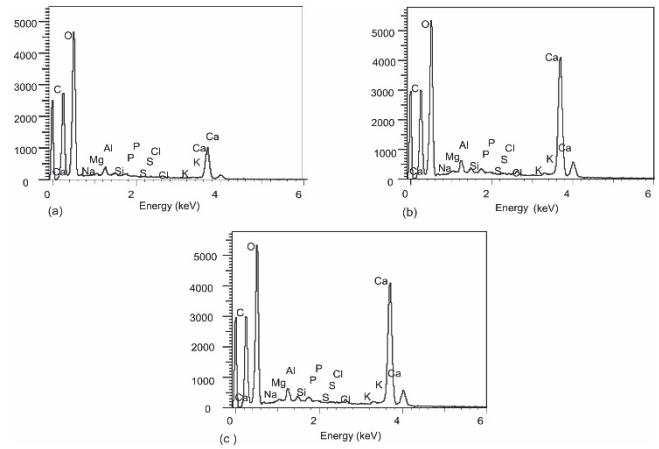 5000
4000
3000
2000
1000
0
O
C
Ca
Na
Mg
Al
Si
P
P
S
S
Cl
Cl
K
K
Ca
Ca
0
2
4
6
Energy (keV)
(a)
5000
4000
3000
2000
1000
0
O
C
Ca
Na
Mg
Al
Si
P
P
S
S
Cl
Cl
K
K
Ca
Ca
0
2
4
6
Energy (keV)
(b)
5000
4000
3000
2000
1000
0
O
C
Ca
Na
Mg
Al
Si
P
P
S
S
Cl
Cl
K
K
Ca
Ca
0
2
4
6
Energy (keV)
(c )